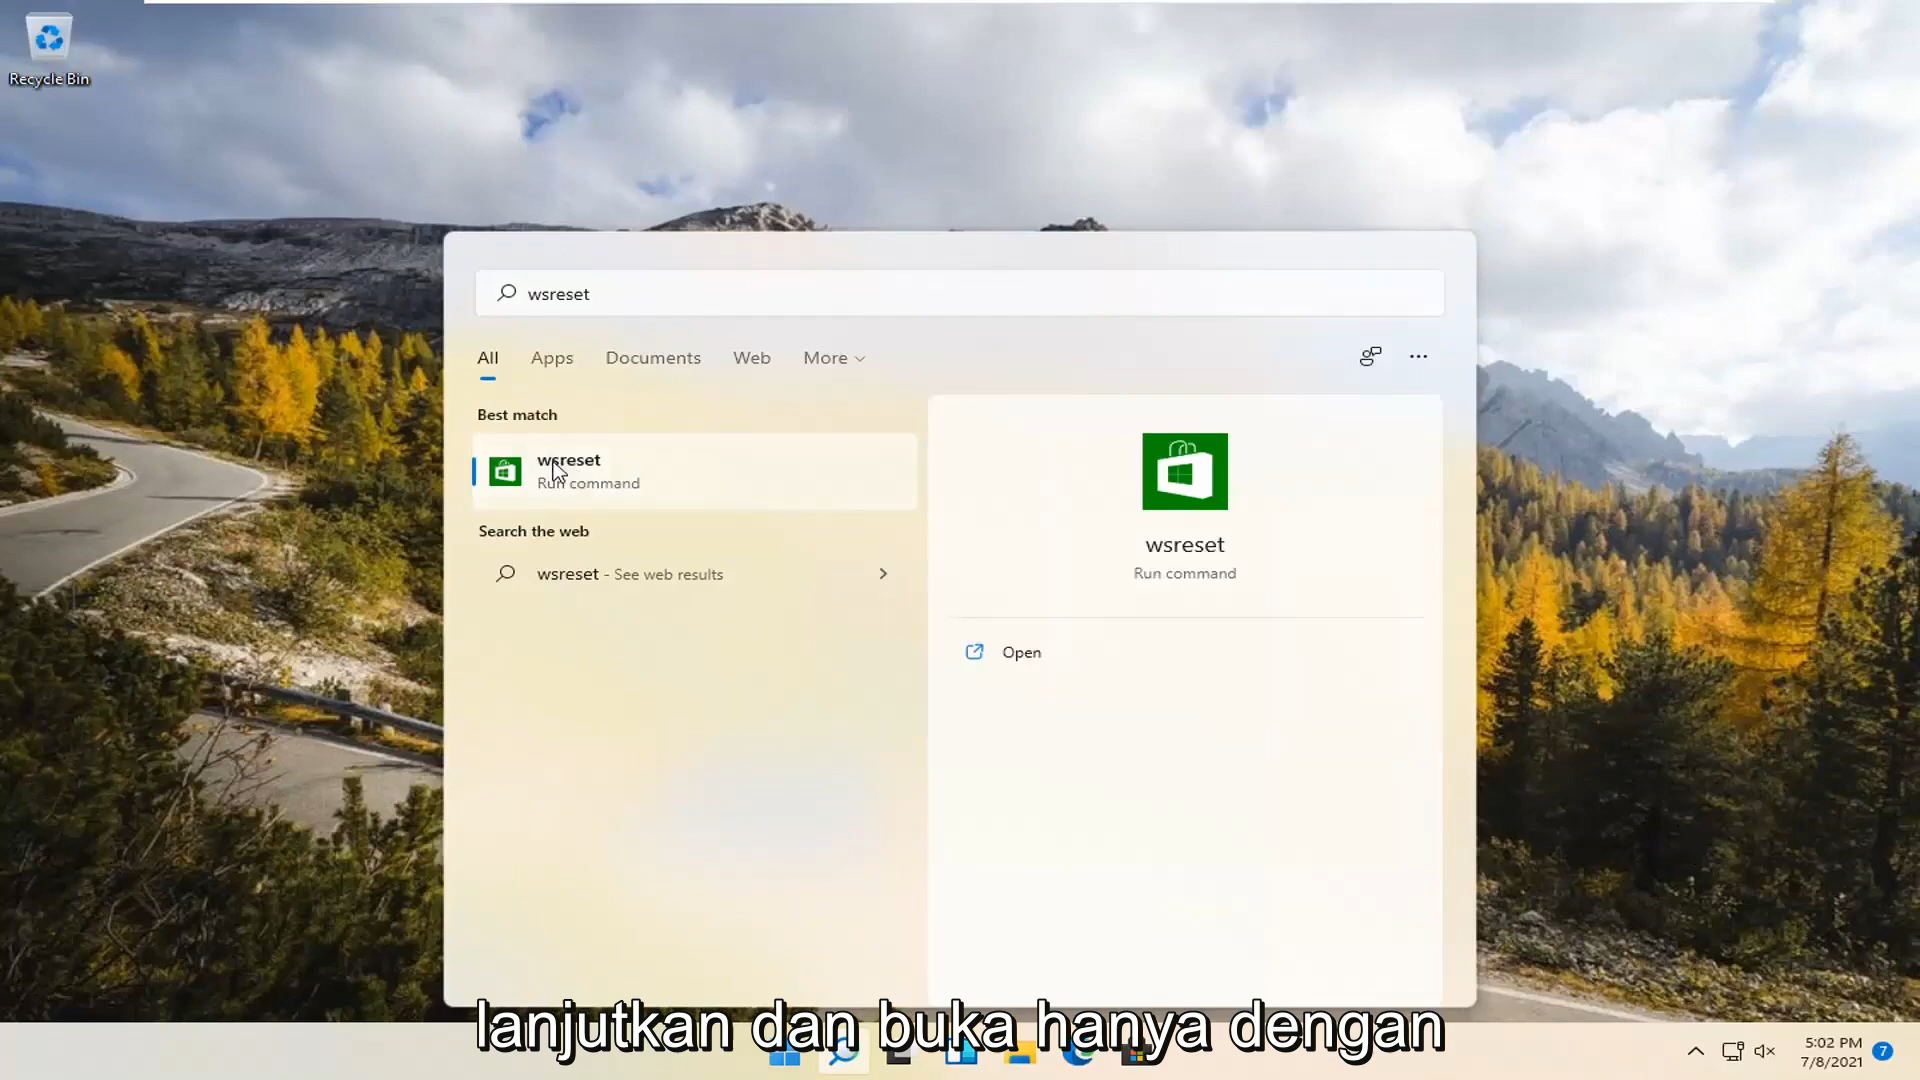 Recycle Bin
wsreset
All Apps Documents Web More
Best match
wsreset
Run command
Search the web
wsreset - See web results
wsreset
Run command
Open
lanjutkan dan buka hanya dengan
5:02 PM
7/8/2021
7